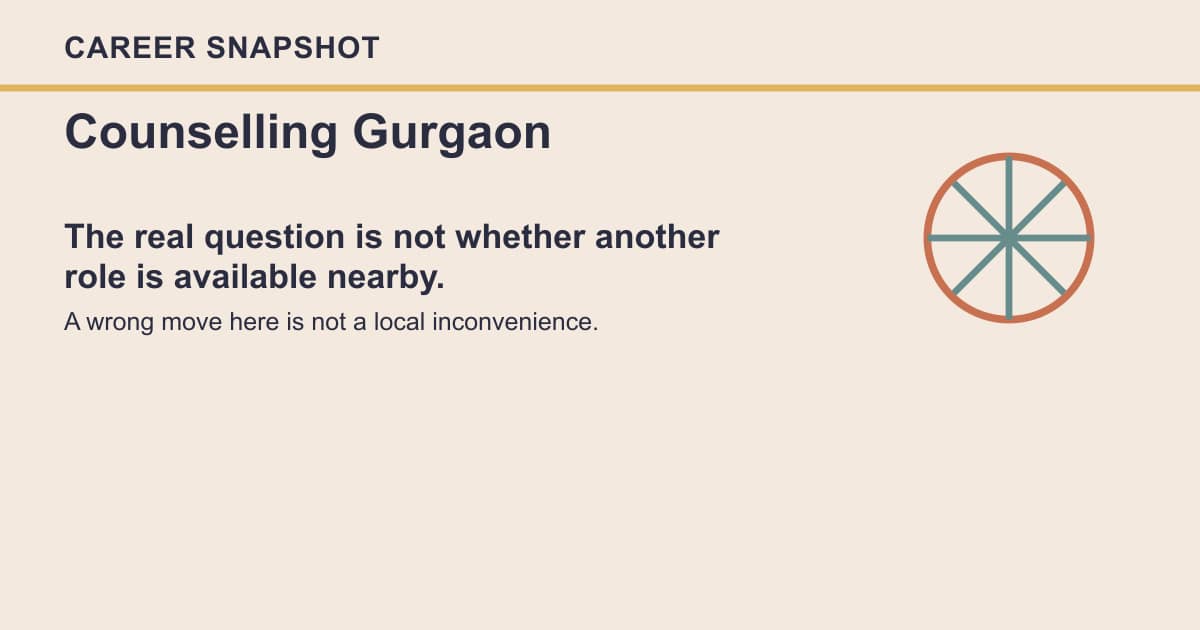 CAREER SNAPSHOT
Counselling Gurgaon
The real question is not whether another
role is available nearby.
A wrong move here is not a local inconvenience.